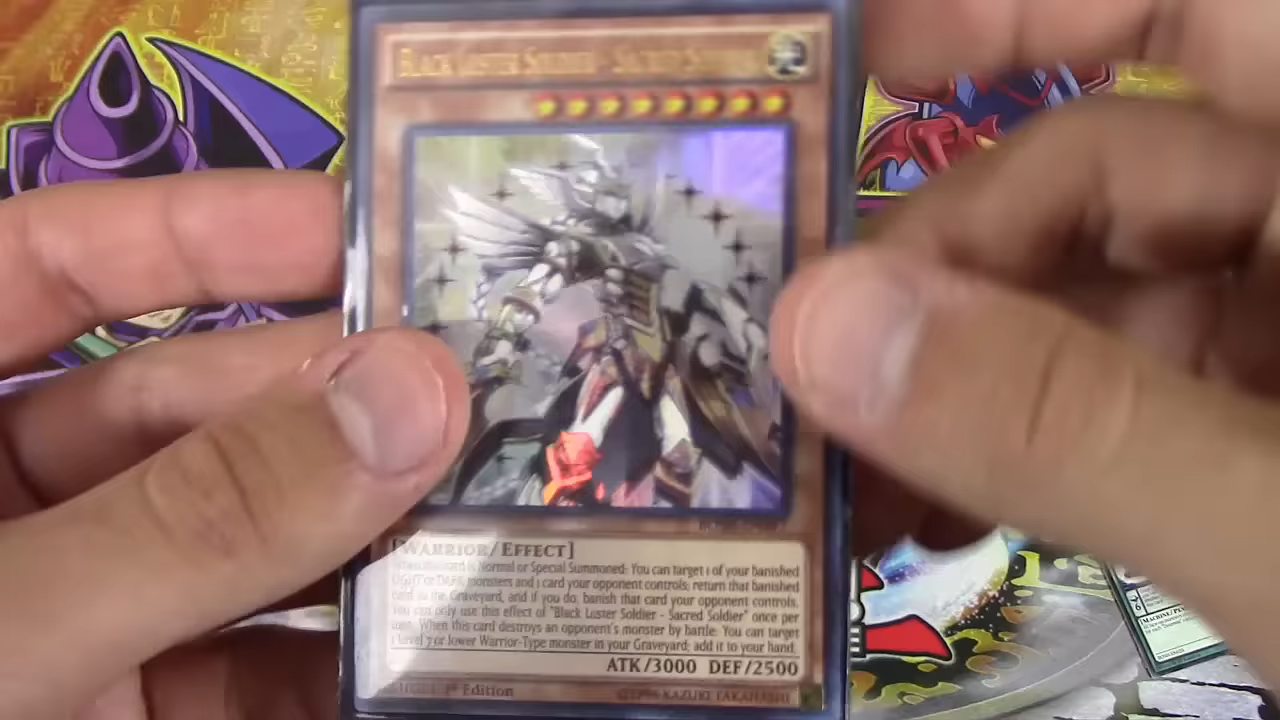 BLACK LUSTER SOLDIER - SACRED SOLDIER
[WARRIOR/EFFECT]
When this card is Normal or Special Summoned: You can target 1 of your banished
LIGHT or DARK monsters and 1 card your opponent controls; return that banished
card to the Graveyard, and if you do, banish that card your opponent controls.
You can only use this effect of "Black Luster Soldier - Sacred Soldier" once per
turn. When this card destroys an opponent's monster by battle: You can target
1 Level 7 or lower Warrior-Type monster in your Graveyard; add it to your hand.
ATK/3000 DEF/2500
1st Edition
©1996 KAZUKI TAKAHASHI
[MACHINE/